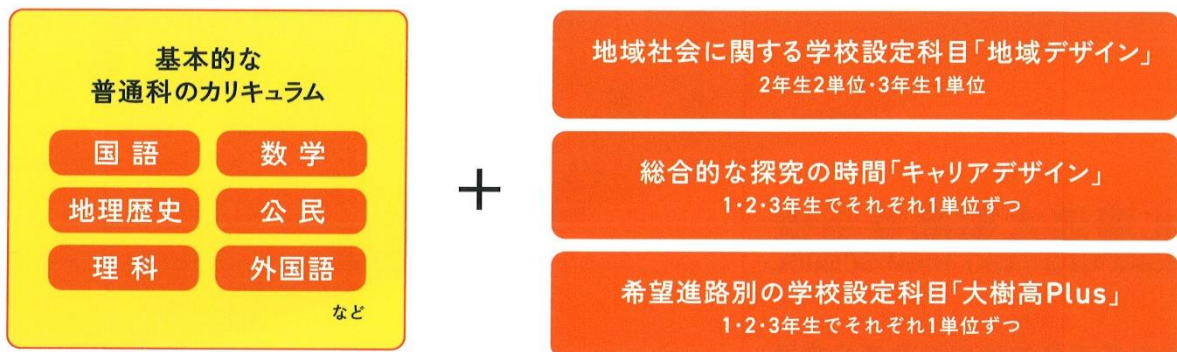 基本的な
普通科のカリキュラム
国語 数学
地理歴史 公民
理科 外国語
など
+
地域社会に関する学校設定科目「地域デザイン」
2年生2単位・3年生1単位
総合的な探究の時間「キャリアデザイン」
1・2・3年生でそれぞれ1単位ずつ
希望進路別の学校設定科目「大樹高Plus」
1・2・3年生でそれぞれ1単位ずつ